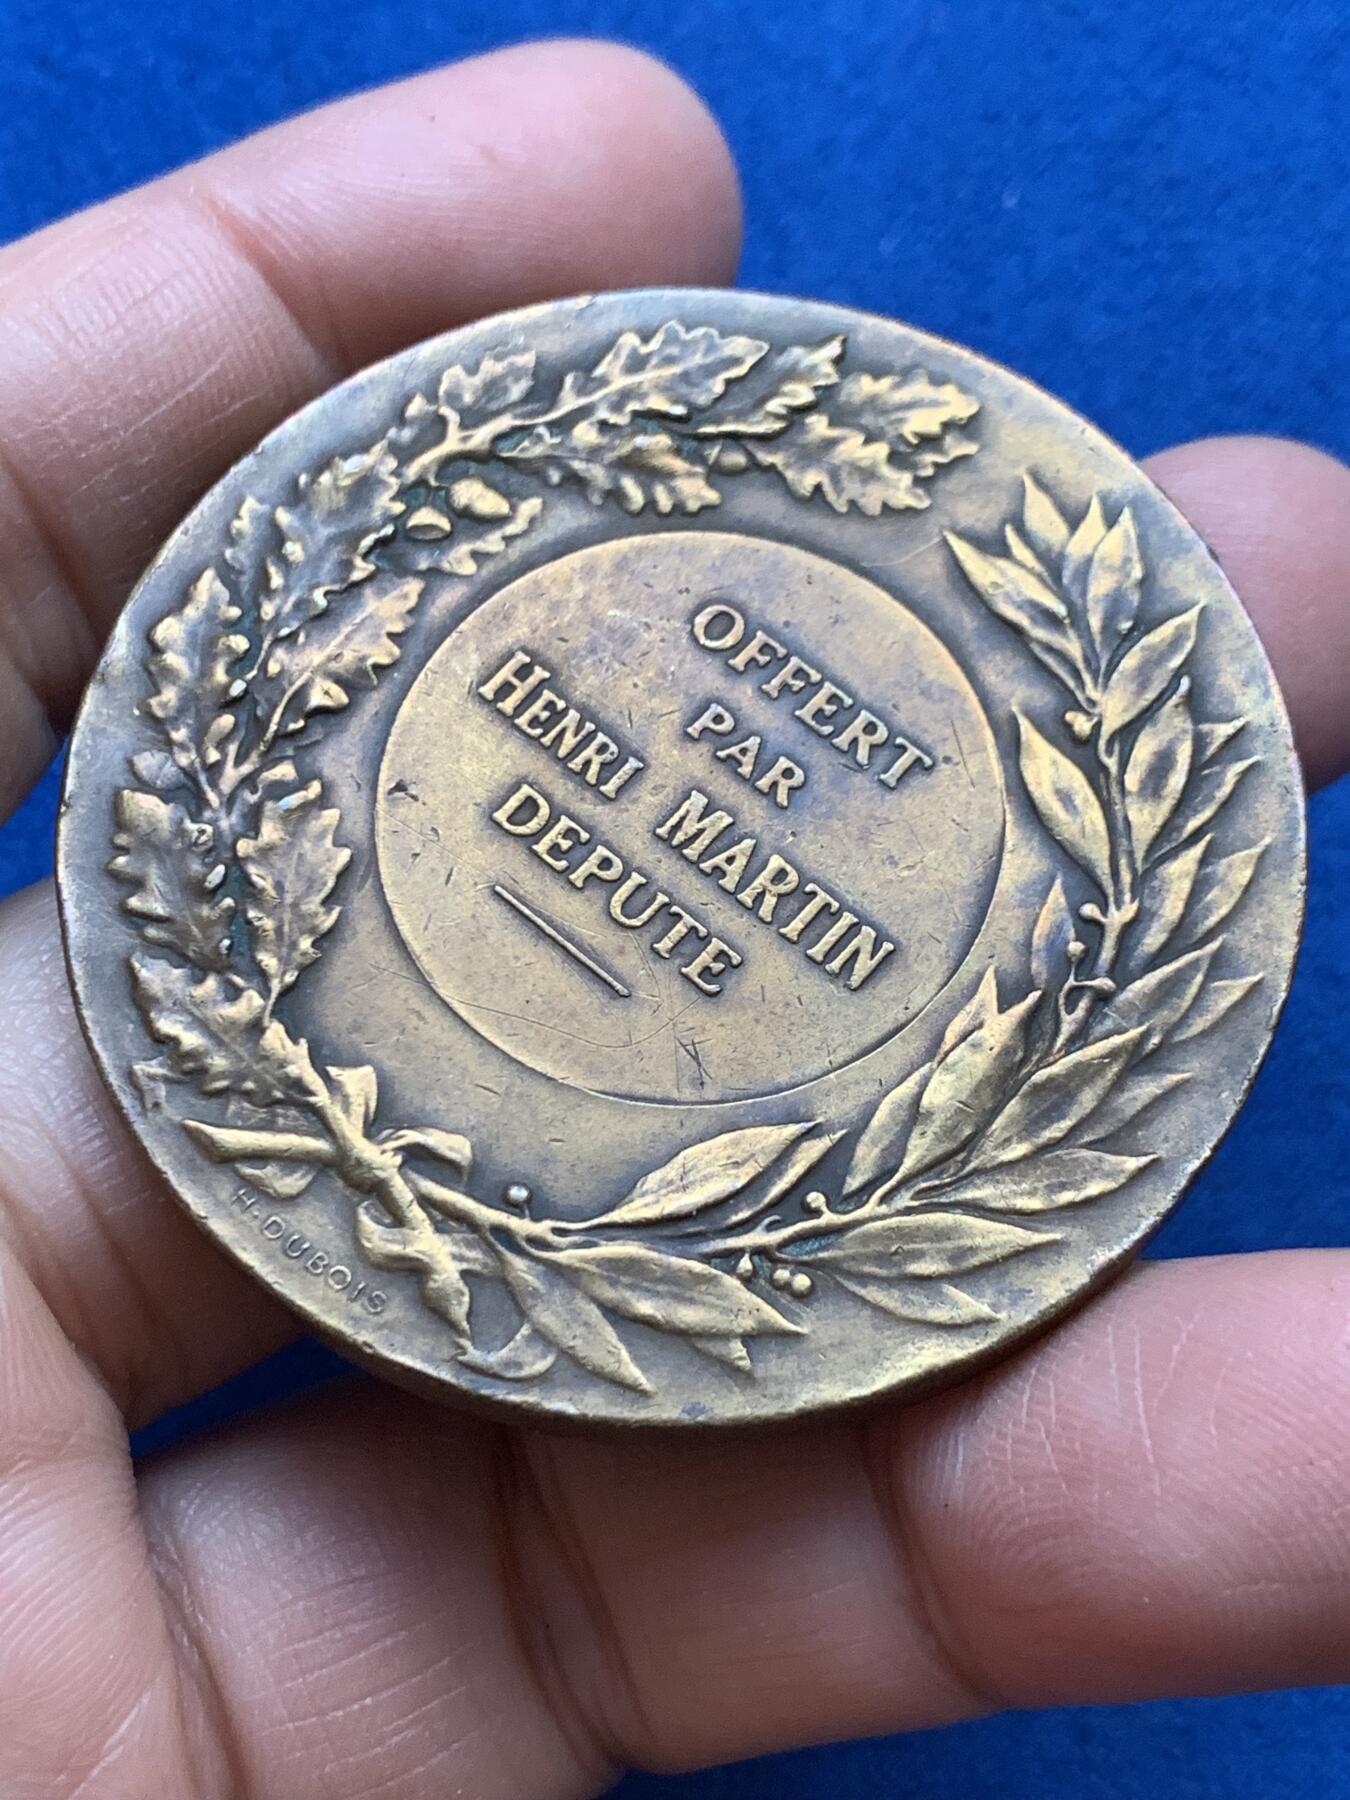 OFFERT
PAR
HENRI MARTIN
DEPUTE
H. DUBOIS